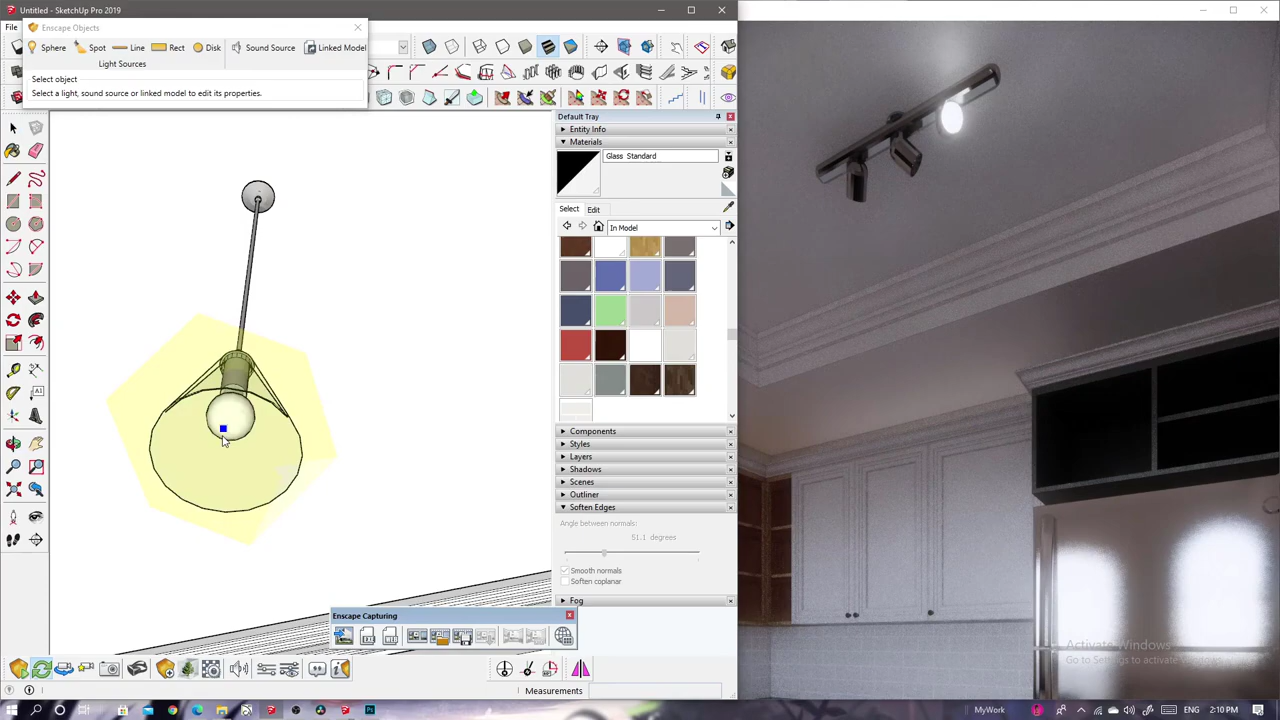 Untitled - SketchUp Pro 2019
File
Enscape Objects
Sphere Spot Line Rect Disk Sound Source Linked Model
Light Sources
Select object
Select a light, sound source or linked model to edit its properties.
Default Tray
Entity Info
Materials
Glass Standard
Select Edit
In Model
Components
Styles
Layers
Shadows
Scenes
Outliner
Soften Edges
Angle between normals:
51.1 degrees
Smooth normals
Soften coplanar
Fog
Enscape Capturing
Measurements
Activate Windows
Go to Settings to activate Windows.
MyWork
2:10 PM